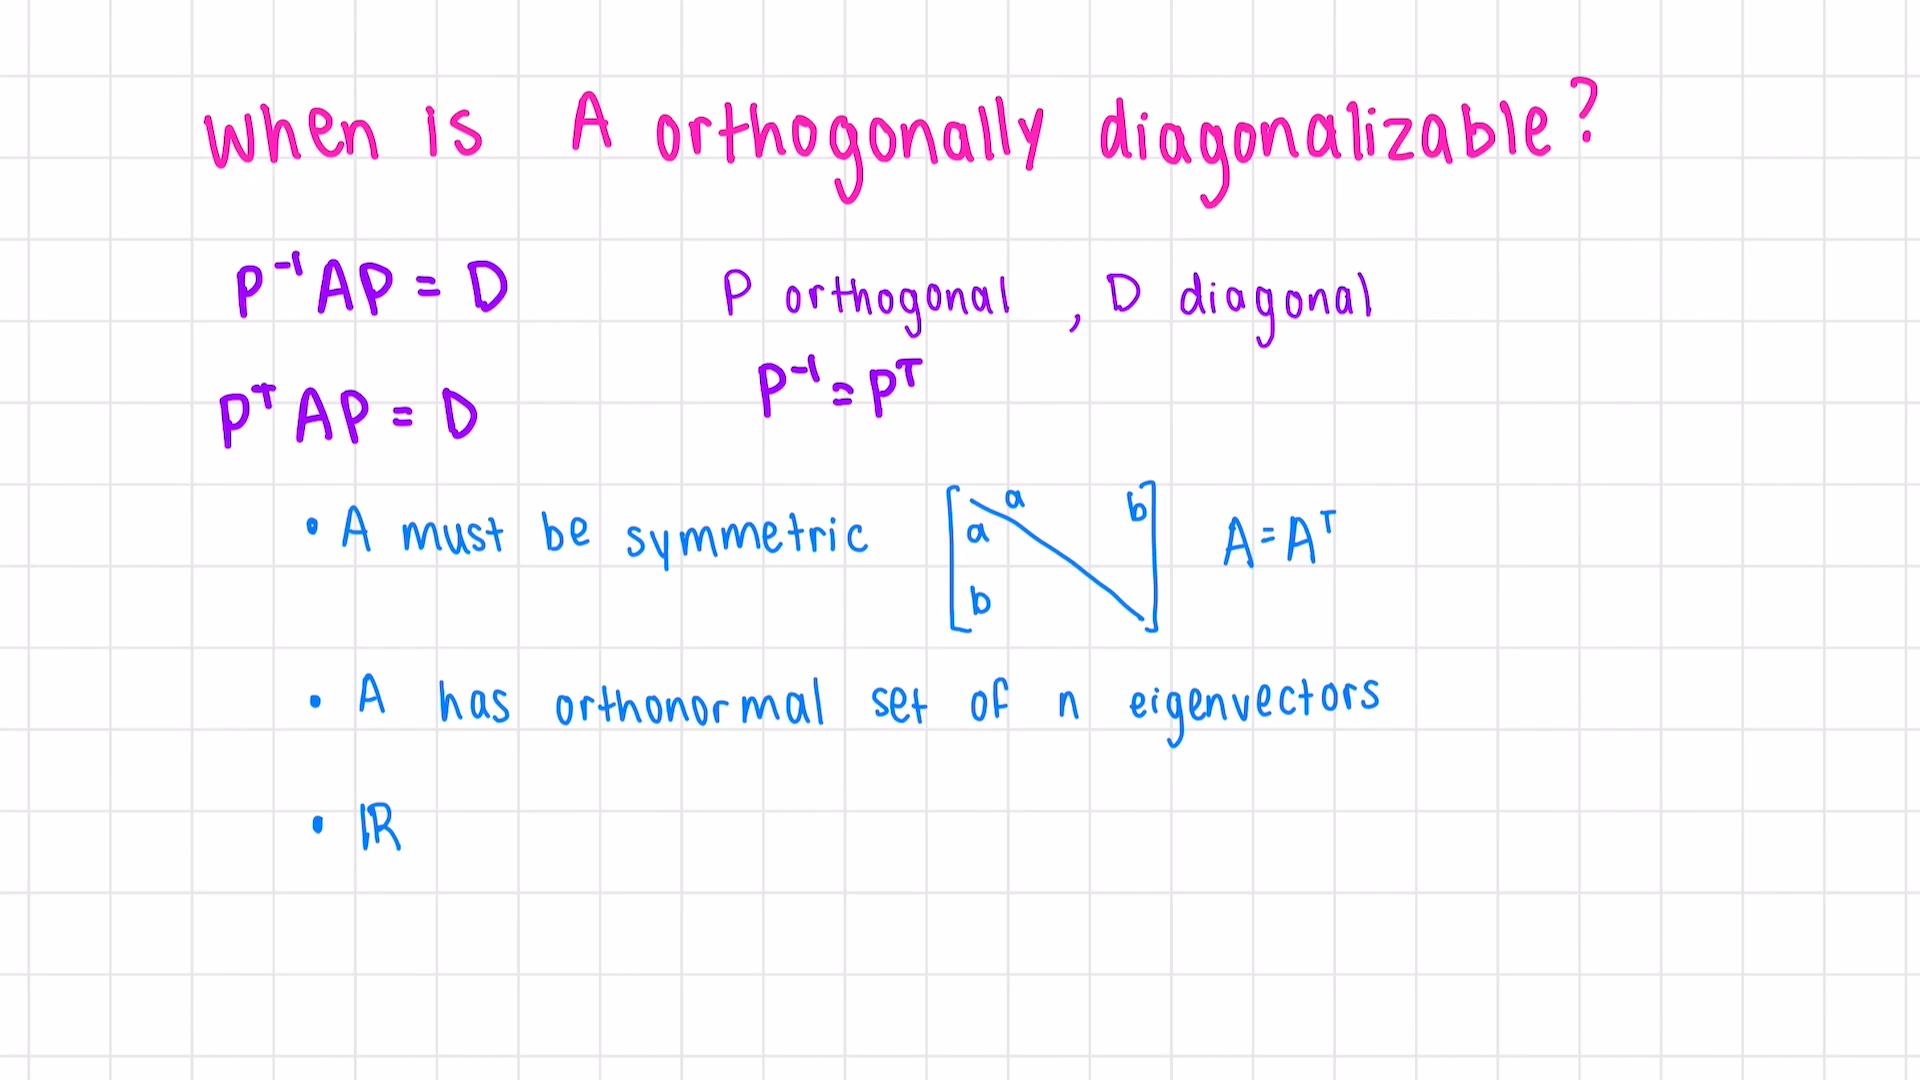 When is A orthogonally diagonalizable?
P⁻¹AP = D P orthogonal , D diagonal
PᵀAP = D P⁻¹ = Pᵀ
• A must be symmetric [a b a b] A = Aᵀ
• A has orthonormal set of n eigenvectors
• ℝ